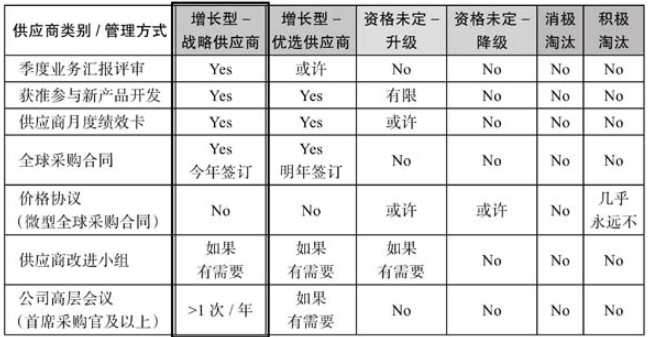 供应商类别 / 管理方式 增长型－战略供应商 增长型－优选供应商 资格未定－升级 资格未定－降级 消极淘汰 积极淘汰
季度业务汇报评审 Yes 或许 No No No No
获准参与新产品开发 Yes Yes 有限 No No No
供应商月度绩效卡 Yes Yes 或许 No No No
全球采购合同 Yes 今年签订 Yes 明年签订 No No No No
价格协议（微型全球采购合同） No No 或许 或许 No 几乎永远不
供应商改进小组 如果有需要 如果有需要 如果有需要 No No No
公司高层会议（首席采购官及以上） >1 次 / 年 如果有需要 No No No No